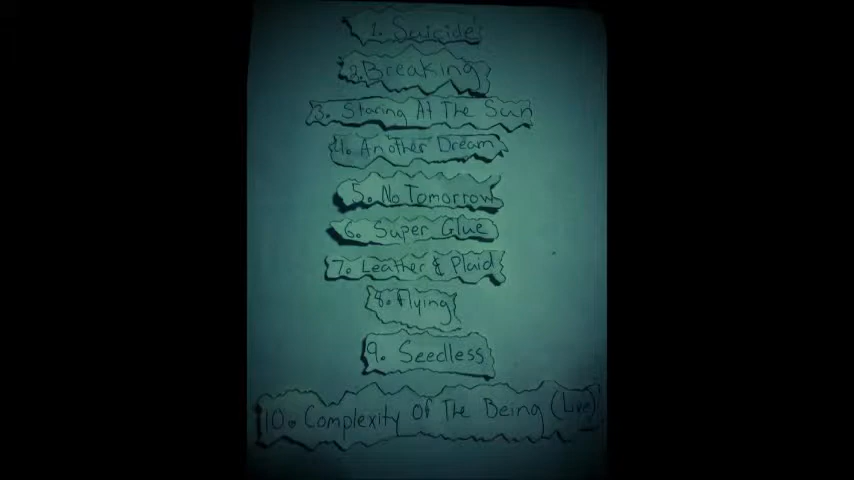 1. Suicide
2. Breaking
3. Staring At The Sun
4. Another Dream
5. No Tomorrow
6. Super Glue
7. Leather & Plaid
8. Flying
9. Seedless
10. Complexity Of The Being (Live)